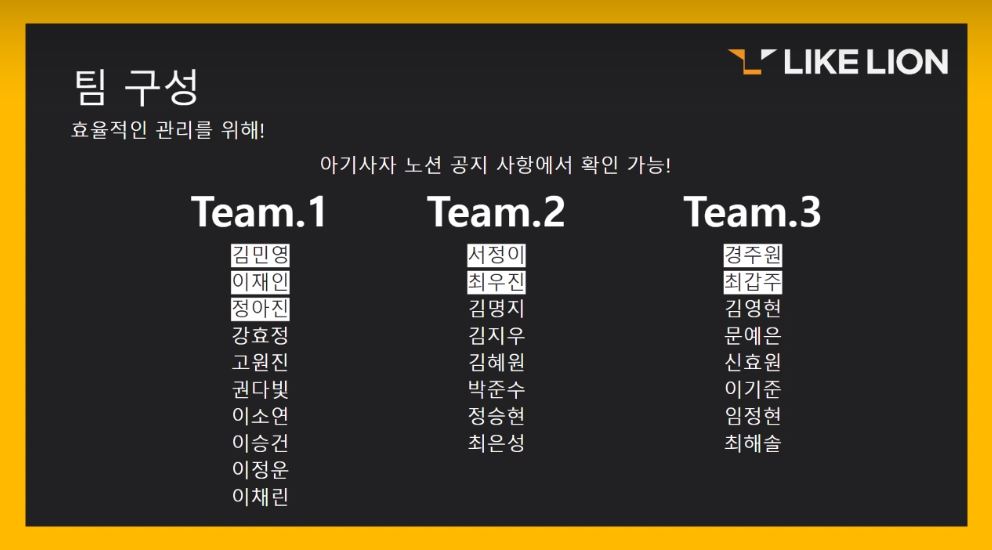 LIKE LION
팀 구성
효율적인 관리를 위해!
아기사자 노션 공지 사항에서 확인 가능!
Team.1
김민영
이재인
정아진
강효정
고원진
권다빛
이소연
이승건
이정운
이채린
Team.2
서정이
최우진
김명지
김지우
김혜원
박준수
정승현
최은성
Team.3
경주원
최갑주
김영현
문예은
신효원
이기준
임정현
최해솔